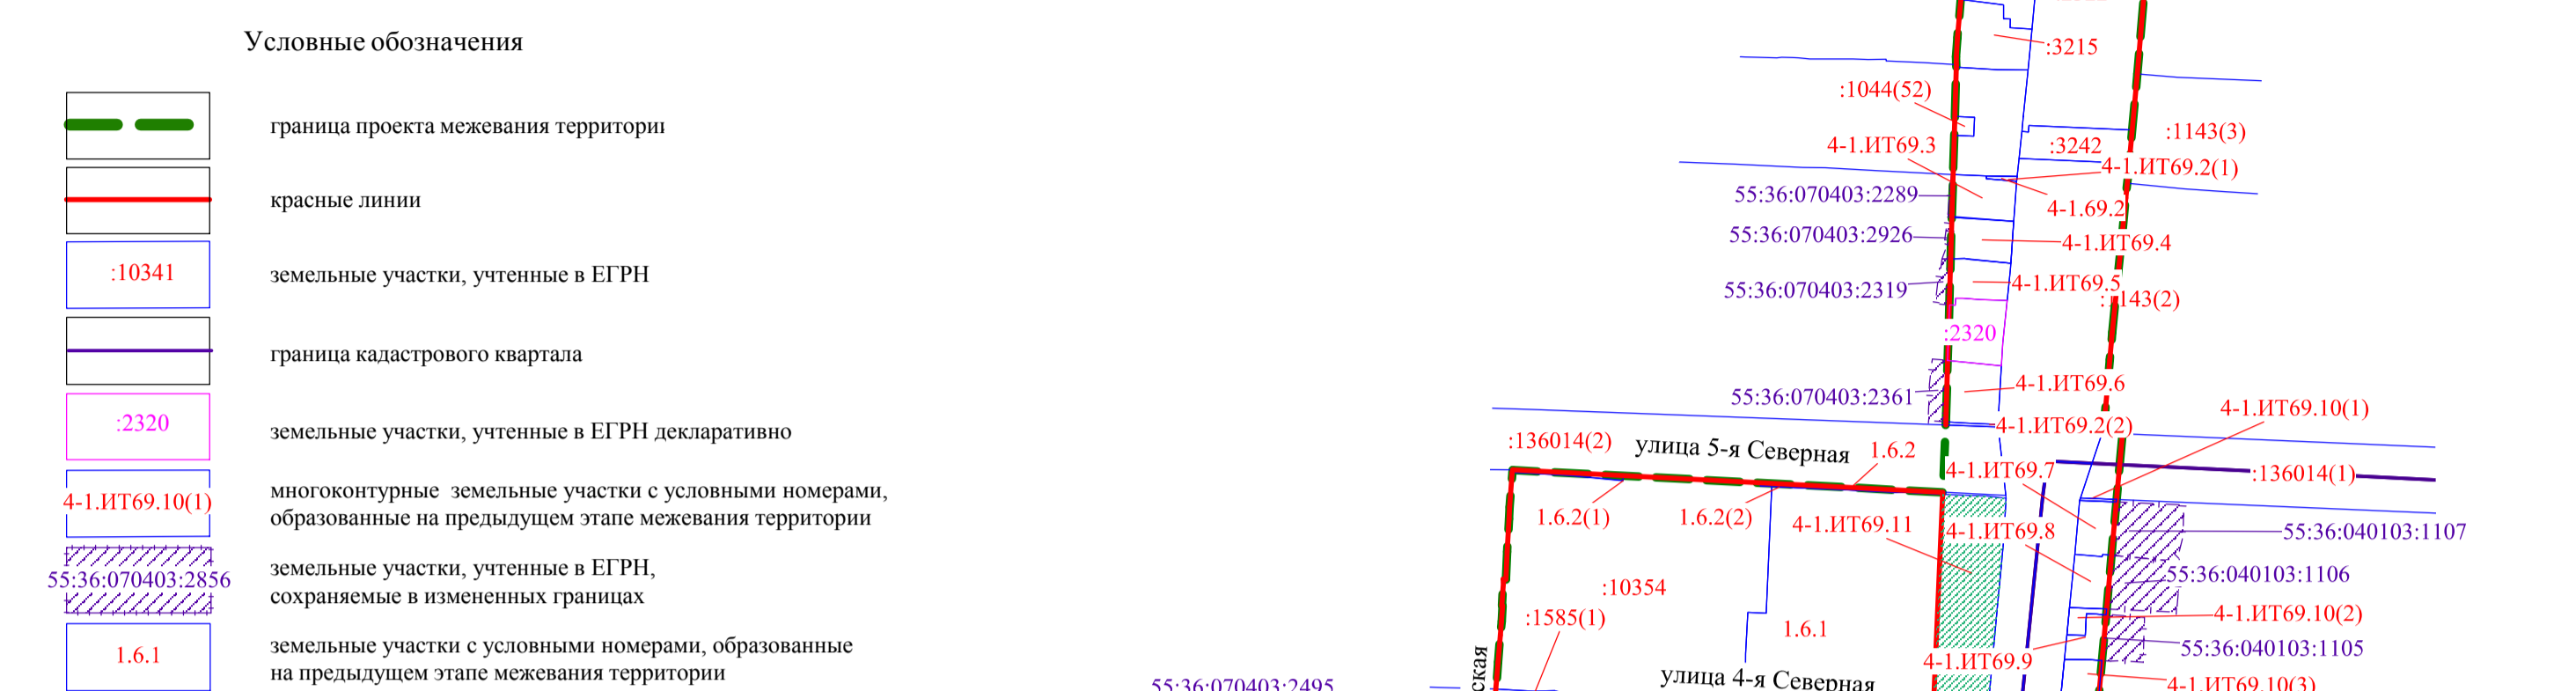 Условные обозначения
граница проекта межевания территории
красные линии
:10341
земельные участки, учтенные в ЕГРН
граница кадастрового квартала
:2320
земельные участки, учтенные в ЕГРН декларативно
4-1.ИТ69.10(1)
многоконтурные земельные участки с условными номерами,
образованные на предыдущем этапе межевания территории
55:36:070403:2856
земельные участки, учтенные в ЕГРН,
сохраняемые в измененных границах
1.6.1
земельные участки с условными номерами, образованные
на предыдущем этапе межевания территории
:3215
:1044(52)
:1143(3)
4-1.ИТ69.3
:3242
4-1.ИТ69.2(1)
55:36:070403:2289
4-1.69.2
55:36:070403:2926
4-1.ИТ69.4
55:36:070403:2319
4-1.ИТ69.5
:1143(2)
:2320
4-1.ИТ69.6
55:36:070403:2361
4-1.ИТ69.10(1)
4-1.ИТ69.2(2)
:136014(2)
улица 5-я Северная
1.6.2
4-1.ИТ69.7
:136014(1)
1.6.2(1)
1.6.2(2)
4-1.ИТ69.11
4-1.ИТ69.8
55:36:040103:1107
55:36:040103:1106
:10354
:1585(1)
1.6.1
4-1.ИТ69.10(2)
55:36:040103:1105
4-1.ИТ69.9
ская
улица 4-я Северная
4-1.ИТ69.10(3)
55:36:070403:2495